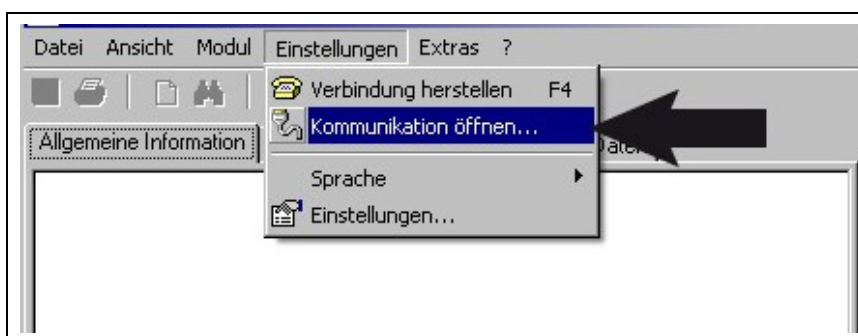 Datei Ansicht Modul Einstellungen Extras ?
Verbindung herstellen F4
Kommunikation öffnen...
Allgemeine Information
Sprache
Einstellungen...